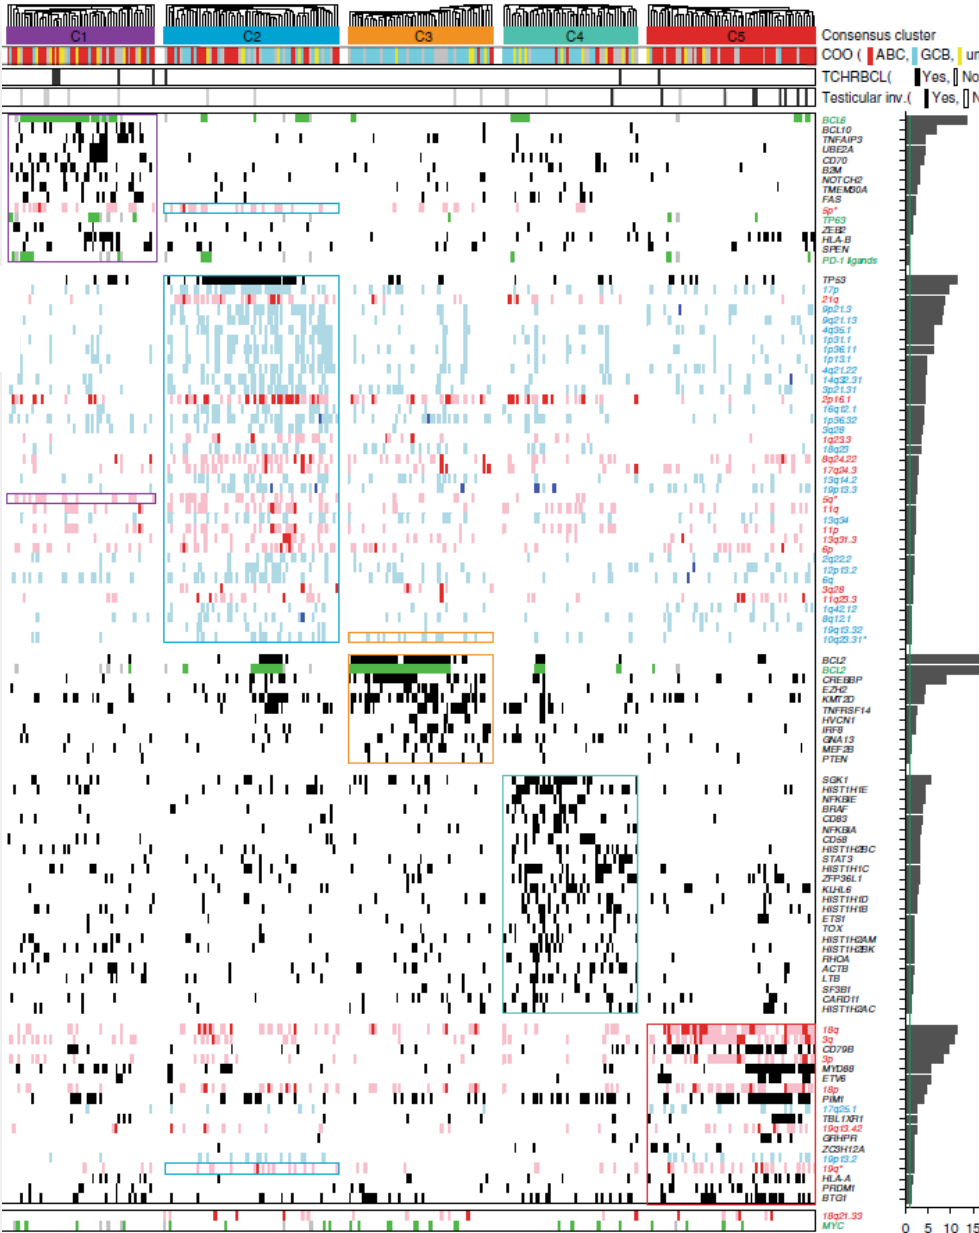 C1 C2 C3 C4 C5 Consensus cluster
COO ( ABC, GCB, un
TCHRBCL( Yes, No
Testicular inv.( Yes, N
BCL6
BCL10
TNFAIP3
UBE2A
CD70
B2M
NOTCH2
TMEM30A
FAS
5p*
TP63
ZEB2
HLA-B
SPEN
PD-1 ligands
TP53
17p
21q
9p21.3
9q21.13
4q35.1
1p31.1
1p36.11
1p13.1
4q21.22
14q32.31
3p21.31
2p16.1
16q12.1
1p36.32
3q28
1q23.3
18q23
8q24.22
17q24.3
13q14.2
19p13.3
5q*
11q
13q34
11p
13q31.3
6p
2q22.2
12p13.2
6q
3q28
11q23.3
1q42.12
8q12.1
19q13.32
10q23.31*
BCL2
BCL2
CREBBP
EZH2
KMT2D
TNFRSF14
HVCN1
IRF8
GNA13
MEF2B
PTEN
SGK1
HIST1H1E
NFKBIE
BRAF
CD83
NFKBIA
CD58
HIST1H2BC
STAT3
HIST1H1C
ZFP36L1
KLHL6
HIST1H1D
HIST1H1B
ETS1
TOX
HIST1H2AM
HIST1H2BK
RHOA
ACTB
LTB
SF3B1
CARD11
HIST1H2AC
18q
3q
CD79B
3p
MYD88
ETV6
18p
PIM1
17q25.1
TBL1XR1
19q13.42
GRHPR
ZC3H12A
19p13.2
19q*
HLA-A
PRDM1
BTG1
18q21.33
MYC
0 5 10 15